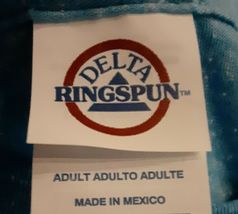 DELTA
RINGSPUN™
ADULT ADULTO ADULTE
MADE IN MEXICO